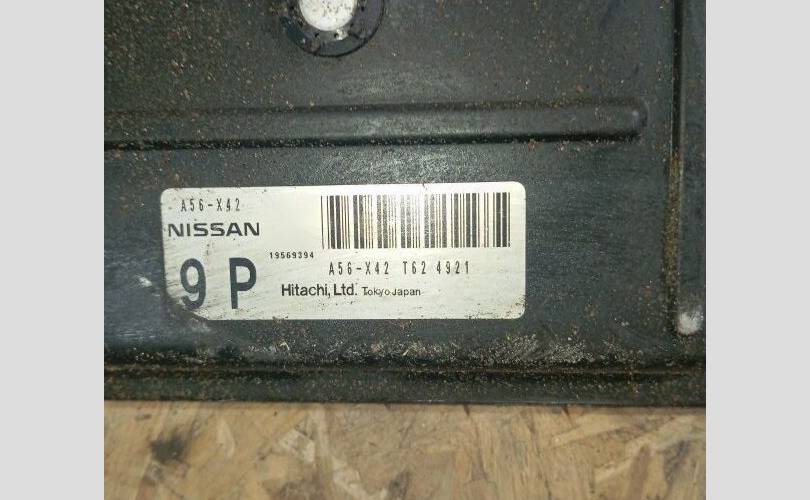 A56-X42
NISSAN
19569394
A56-X42 T62 4921
9 P
Hitachi, Ltd. Tokyo Japan